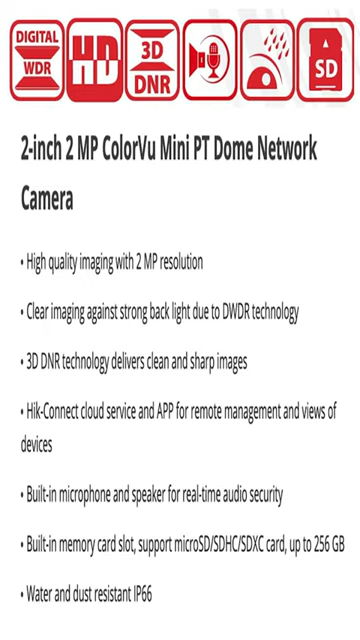 DIGITAL WDR
HD
3D DNR
SD
2-inch 2 MP ColorVu Mini PT Dome Network
Camera
• High quality imaging with 2 MP resolution
• Clear imaging against strong back light due to DWDR technology
• 3D DNR technology delivers clean and sharp images
• Hik-Connect cloud service and APP for remote management and views of
devices
• Built-in microphone and speaker for real-time audio security
• Built-in memory card slot, support microSD/SDHC/SDXC card, up to 256 GB
• Water and dust resistant IP66